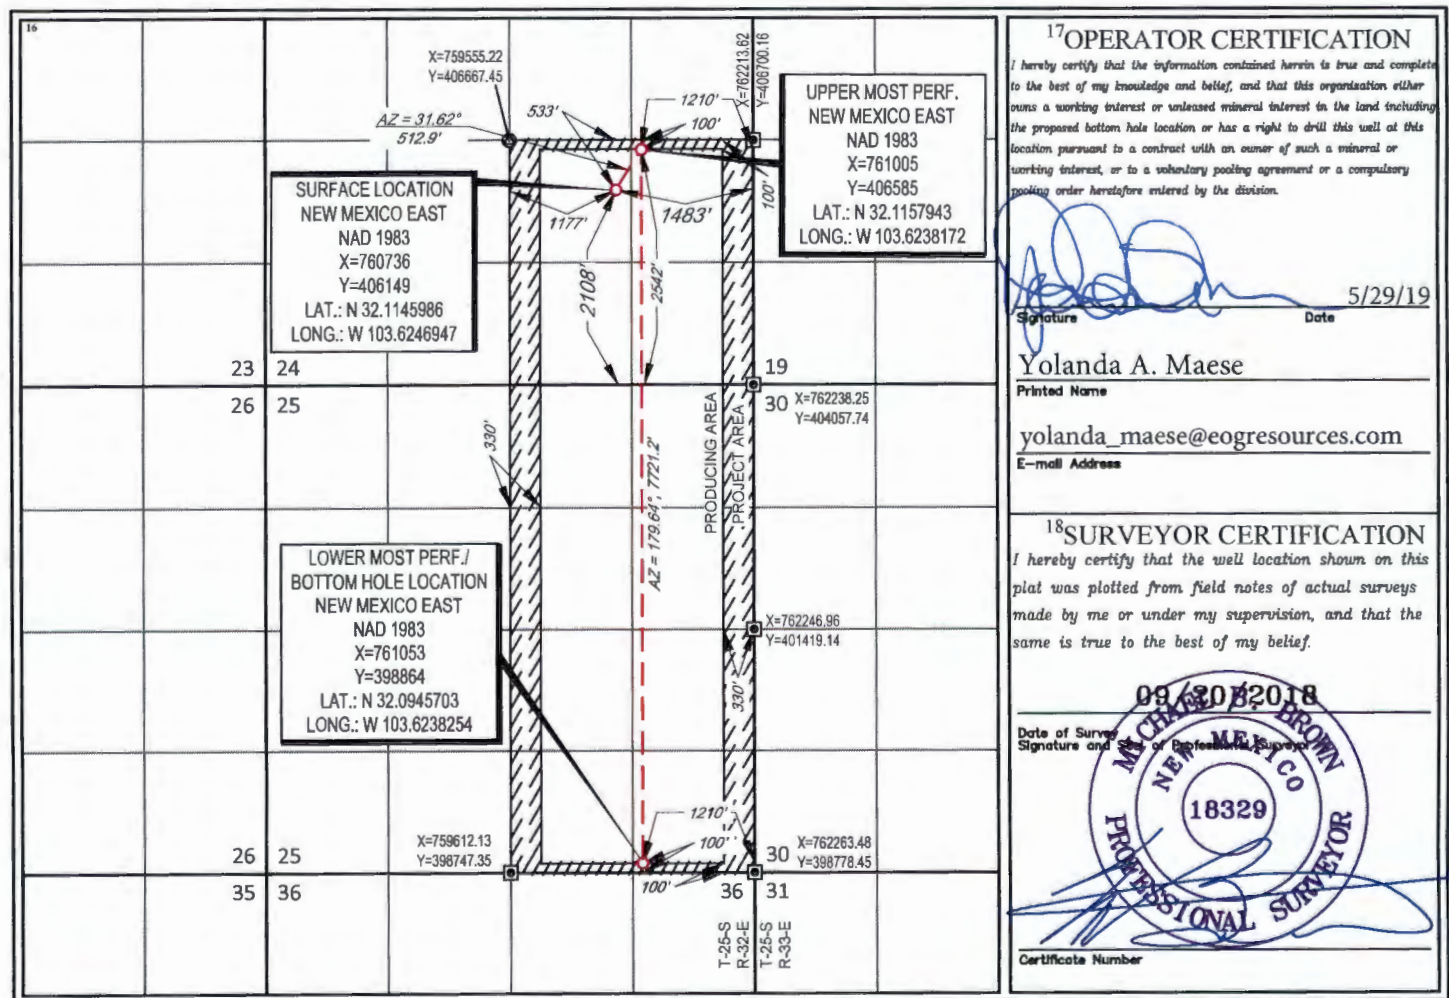 16
X=759555.22
Y=406667.45
X=762213.62
Y=406700.16
AZ = 31.62°
512.9'
533'
1210'
100'
100'
UPPER MOST PERF.
NEW MEXICO EAST
NAD 1983
X=761005
Y=406585
LAT.: N 32.1157943
LONG.: W 103.6238172
SURFACE LOCATION
NEW MEXICO EAST
NAD 1983
X=760736
Y=406149
LAT.: N 32.1145986
LONG.: W 103.6246947
1177'
1483'
2108'
2542'
23 24
26 25
19
30
X=762238.25
Y=404057.74
330'
PRODUCING AREA
PROJECT AREA
AZ = 179.64°, 7721.2'
LOWER MOST PERF./
BOTTOM HOLE LOCATION
NEW MEXICO EAST
NAD 1983
X=761053
Y=398864
LAT.: N 32.0945703
LONG.: W 103.6238254
X=762246.96
Y=401419.14
330'
1210'
100'
100'
X=759612.13
Y=398747.35
X=762263.48
Y=398778.45
26 25
35 36
30
36 31
T-25-S
R-32-E
T-25-S
R-33-E
17 OPERATOR CERTIFICATION
I hereby certify that the information contained herein is true and complete
to the best of my knowledge and belief, and that this organization either
owns a working interest or unleased mineral interest in the land including
the proposed bottom hole location or has a right to drill this well at this
location pursuant to a contract with an owner of such a mineral or
working interest, or to a voluntary pooling agreement or a compulsory
pooling order heretofore entered by the division.
5/29/19
Signature Date
Yolanda A. Maese
Printed Name
yolanda_maese@eogresources.com
E-mail Address
18 SURVEYOR CERTIFICATION
I hereby certify that the well location shown on this
plat was plotted from field notes of actual surveys
made by me or under my supervision, and that the
same is true to the best of my belief.
09/20/2018
Date of Survey
Signature and Seal of Professional Surveyor
MICHAEL B. BROWN
NEW MEXICO
18329
PROFESSIONAL SURVEYOR
Certificate Number